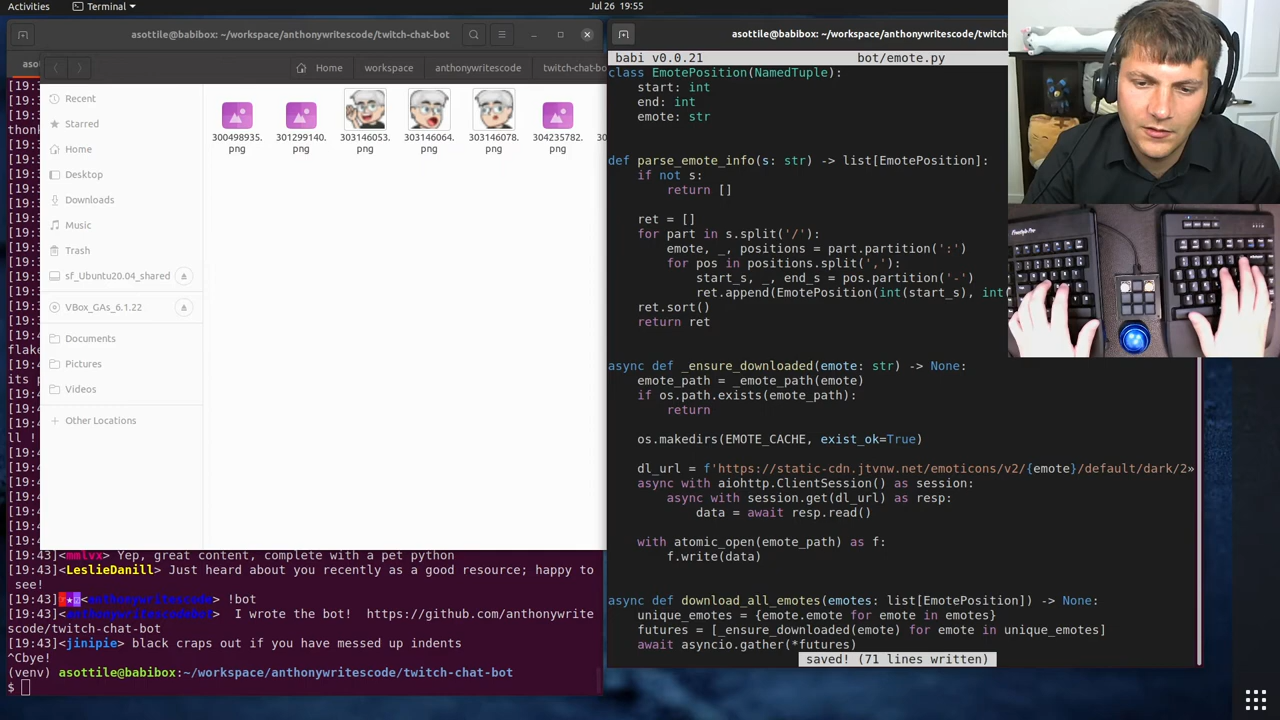 Activities
Terminal
Jul 26 19:55
asottile@babibox: ~/workspace/anthonywritescode/twitch-chat-bot
Home
workspace
anthonywritescode
twitch-chat-bo
Recent
Starred
Home
Desktop
Downloads
Music
Trash
sf_Ubuntu20.04_shared
VBox_GAs_6.1.22
Documents
Pictures
Videos
Other Locations
300498935.png
301299140.png
303146053.png
303146064.png
303146078.png
304235782.png
[19:43]<mmlvx> Yep, great content, complete with a pet python
[19:43]<LeslieDanill> Just heard about you recently as a good resource; happy to
see!
[19:43] <anthonywritescode> !bot
[19:43] <anthonywritescodeBot> I wrote the bot! https://github.com/anthonywrite
scode/twitch-chat-bot
[19:43]<jinipie> black craps out if you have messed up indents
^Cbye!
(venv) asottile@babibox:~/workspace/anthonywritescode/twitch-chat-bot
$
asottile@babibox: ~/workspace/anthonywritescode/twitch-
babi v0.0.21 bot/emote.py
class EmotePosition(NamedTuple):
start: int
end: int
emote: str
def parse_emote_info(s: str) -> list[EmotePosition]:
if not s:
return []
ret = []
for part in s.split('/'):
emote, _, positions = part.partition(':')
for pos in positions.split(','):
start_s, _, end_s = pos.partition('-')
ret.append(EmotePosition(int(start_s), int(
ret.sort()
return ret
async def _ensure_downloaded(emote: str) -> None:
emote_path = _emote_path(emote)
if os.path.exists(emote_path):
return
os.makedirs(EMOTE_CACHE, exist_ok=True)
dl_url = f'https://static-cdn.jtvnw.net/emoticons/v2/{emote}/default/dark/2»
async with aiohttp.ClientSession() as session:
async with session.get(dl_url) as resp:
data = await resp.read()
with atomic_open(emote_path) as f:
f.write(data)
async def download_all_emotes(emotes: list[EmotePosition]) -> None:
unique_emotes = {emote.emote for emote in emotes}
futures = [_ensure_downloaded(emote) for emote in unique_emotes]
await asyncio.gather(*futures)
saved! (71 lines written)